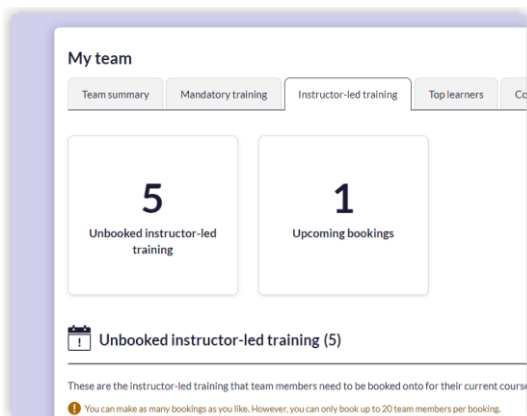 My team
Team summary
Mandatory training
Instructor-led training
Top learners
5
Unbooked instructor-led
training
1
Upcoming bookings
Unbooked instructor-led training (5)
These are the instructor-led training that team members need to be booked onto for their current course
You can make as many bookings as you like. However, you can only book up to 20 team members per booking.